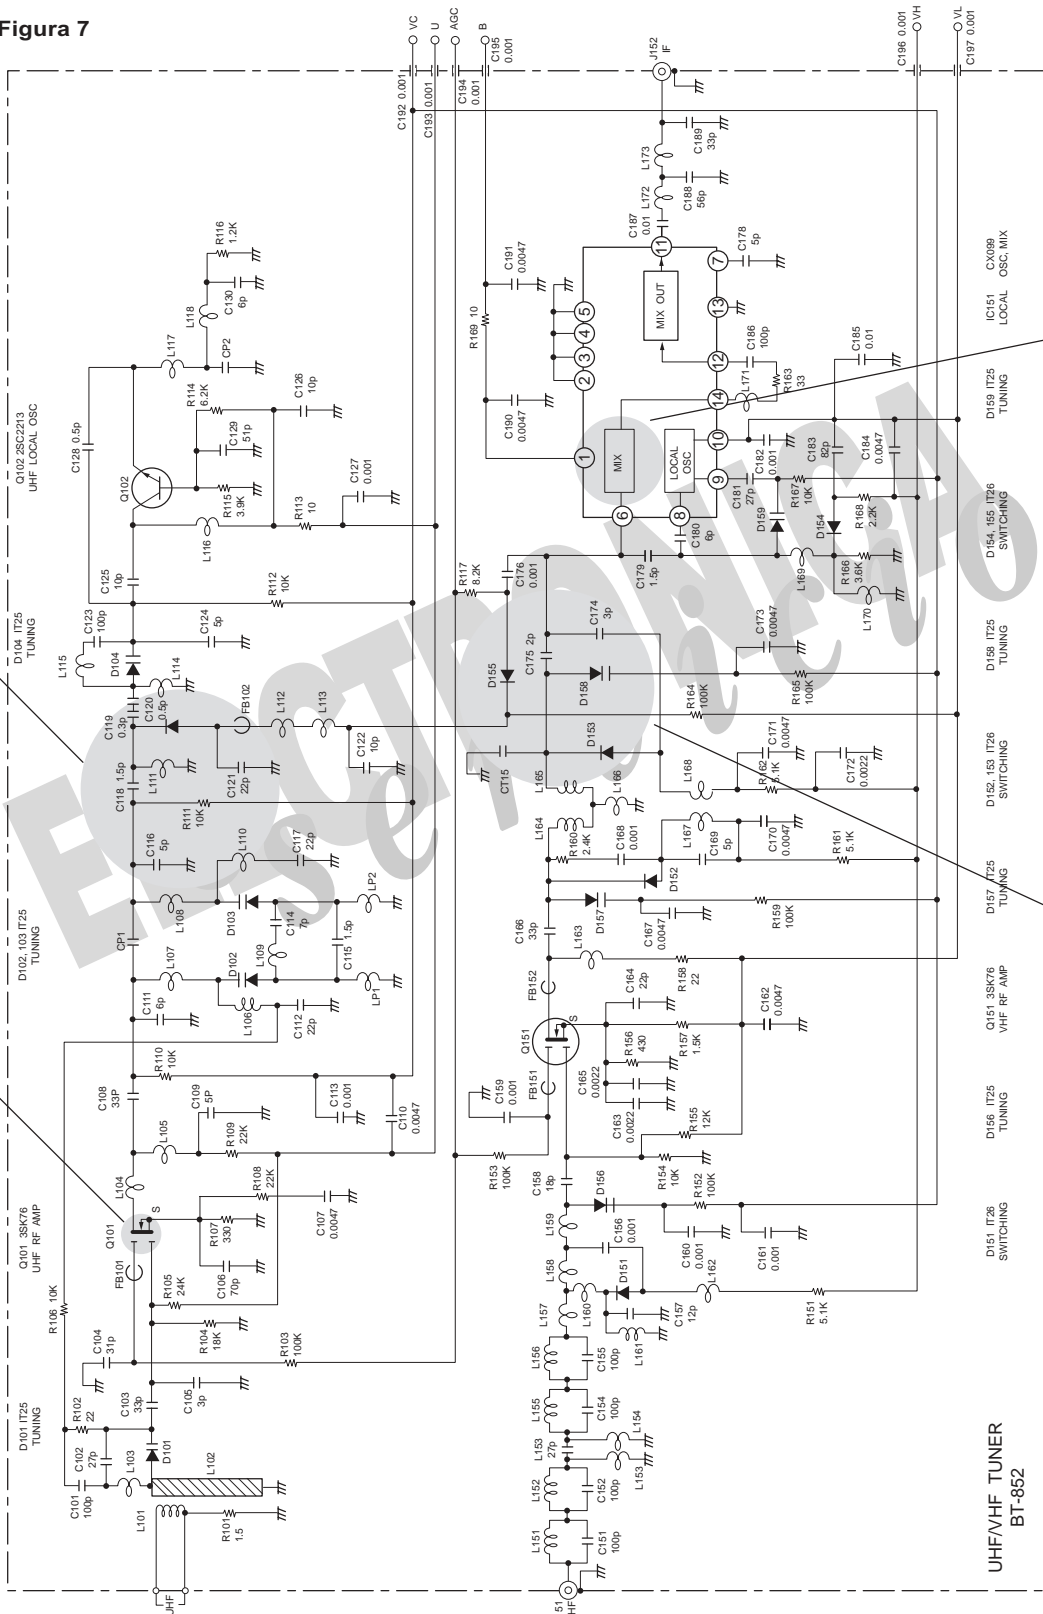 Figura 7
VC
U
AGC
B
C195 0.001
J152 IF
C196 0.001 VH
VL
C197 0.001
C192 0.001
C193 0.001
C194 0.001
C189 33p
L173
C188 56p
L172
C187 0.01
R116 1.2K
C130 6p
L118
CP2
L117
C191 0.0047
R169 10
C190 0.0047
5
4
3
2
1
11
7
13
12
14
10
9
8
6
MIX OUT
MIX
LOCAL OSC
C178 5p
C186 100p
R163 33
L171
C185 0.01
IC151 CX099
LOCAL OSC, MIX
D159 IT25
TUNING
D154, 155 IT26
SWITCHING
Q102 2SC2213
UHF LOCAL OSC
C128 0.5p
R114 6.2K
C126 10p
C129 51p
Q102
R115 3.9K
C127 0.001
R113 10
L116
C125 10p
R112 10K
C182 0.001
C181 27p
R167 10K
C183 82p
C184 0.0047
D159
D154
R168 2.2K
C180 6p
C179 1.5p
L169
R166 3.6K
L170
R117 8.2K
C176 0.001
D104 IT25
TUNING
C123 100p
C124 5p
L115
D104
L114
C120 0.5p
C119 0.3p
FB102
L112
L113
C122 10p
C121 22p
L111
C118 1.5p
R111 10K
D155
C174 3p
C175 2p
D158
C173 0.0047
R165 100K
R164 100K
D158 IT25
TUNING
D153
CT15
L165
L166
L168
C171 0.0047
R162 5.1K
C172 0.0022
D152, 153 IT26
SWITCHING
L164
R160 2.4K
C168 0.001
L167
C169 5p
C170 0.0047
R161 5.1K
D152
D157 IT25
TUNING
C116 5p
L110
C117 22p
L108
D103
C114 7p
LP2
D102, 103 IT25
TUNING
CP1
L107
D102
L109
C115 1.5p
LP1
C111 6p
L106
C112 22p
D157
C166 33p
C167 0.0047
R159 100K
L163
R158 22
FB152
C164 22p
C162 0.0047
Q151
S
R156 430
R157 1.5K
Q151 3SK76
VHF RF AMP
R110 10K
C108 33P
C109 5P
C113 0.001
C110 0.0047
L105
R109 22K
C159 0.001
FB151
C165 0.0022
C163 0.0022
R155 12K
D156 IT25
TUNING
R153 100K
C158 18p
R154 10K
L104
R108 22K
C107 0.0047
S
R107 330
Q101
Q101 3SK76
UHF RF AMP
FB101
C106 70p
R105 24K
R106 10K
C104 31p
R104 18K
R103 100K
L159
D156
R152 100K
C156 0.001
C160 0.001
C161 0.001
D151 IT26
SWITCHING
L158
D151
L162
L157
L160
C157 12p
R151 5.1K
L161
L156
C155 100p
D101 IT25
TUNING
R102 22
C103 33p
C105 3p
C102 27p
D101
L103
L102
C101 100p
L101
R101 1.5
L155
C154 100p
L154
L153 27p
L153
L152
C152 100p
L151
C151 100p
UHF
51
HF
UHF/VHF TUNER
BT-852
ELECTRONICA
servicio